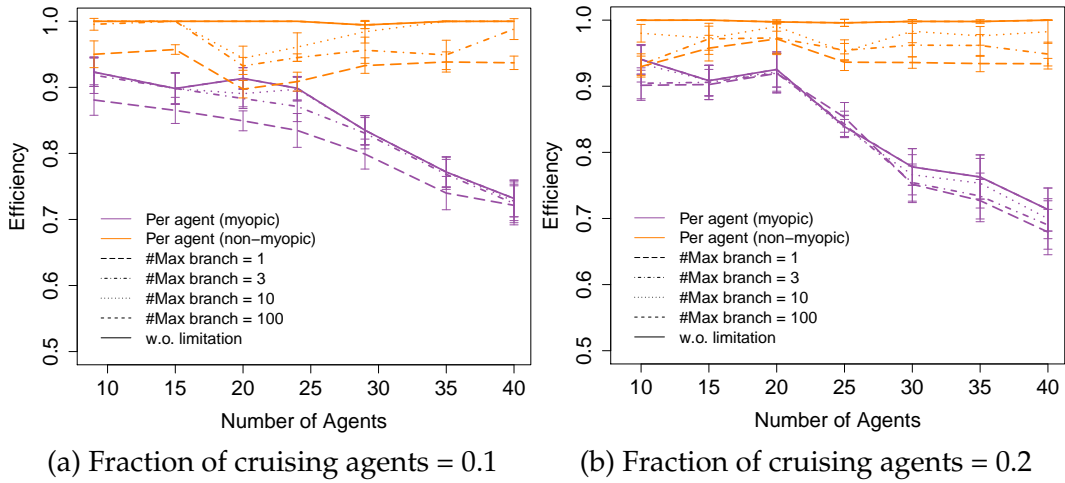 Efficiency
1.0
0.9
0.8
0.7
0.6
0.5
Per agent (myopic)
Per agent (non−myopic)
#Max branch = 1
#Max branch = 3
#Max branch = 10
#Max branch = 100
w.o. limitation
10 15 20 25 30 35 40
Number of Agents
(a) Fraction of cruising agents = 0.1
Efficiency
1.0
0.9
0.8
0.7
0.6
0.5
Per agent (myopic)
Per agent (non−myopic)
#Max branch = 1
#Max branch = 3
#Max branch = 10
#Max branch = 100
w.o. limitation
10 15 20 25 30 35 40
Number of Agents
(b) Fraction of cruising agents = 0.2